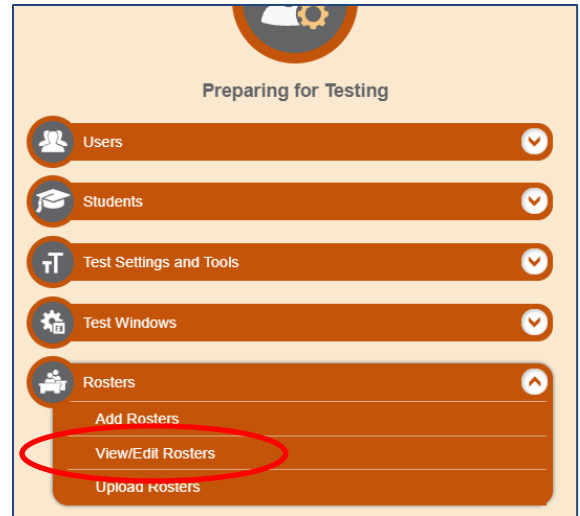 Preparing for Testing
Users
Students
Test Settings and Tools
Test Windows
Rosters
Add Rosters
View/Edit Rosters
Upload Rosters